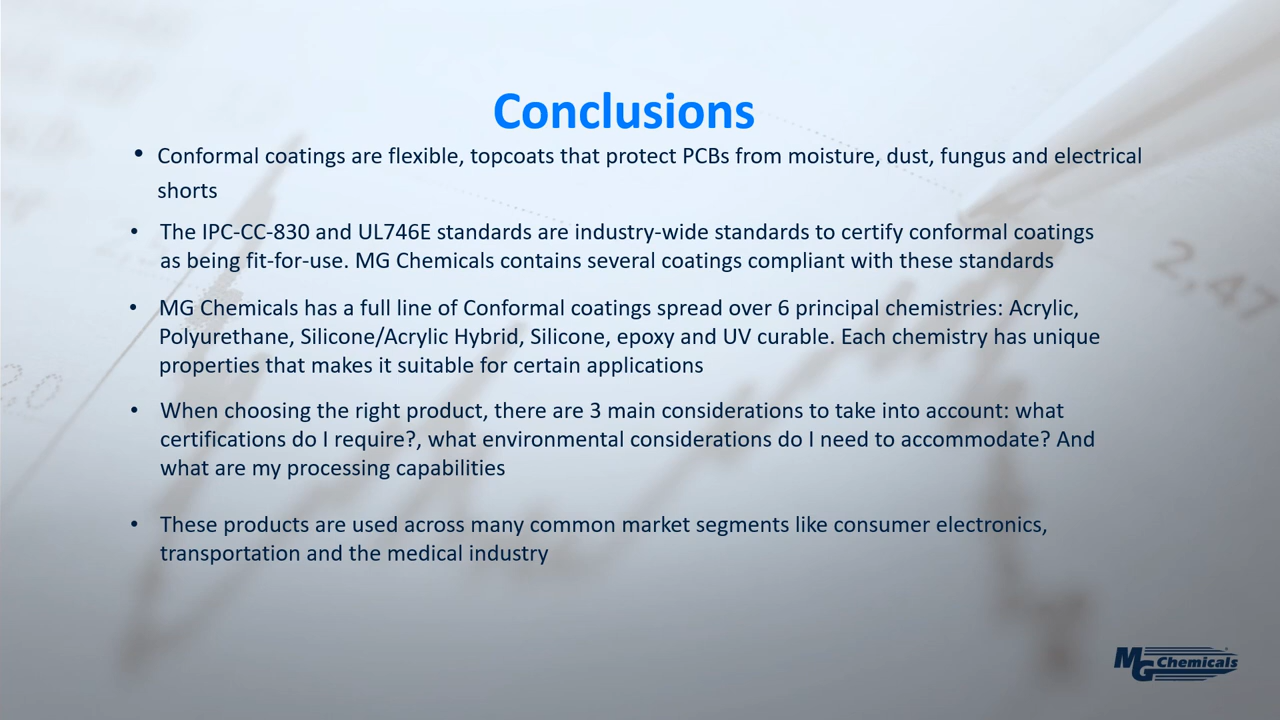 Conclusions
• Conformal coatings are flexible, topcoats that protect PCBs from moisture, dust, fungus and electrical
shorts
• The IPC-CC-830 and UL746E standards are industry-wide standards to certify conformal coatings
as being fit-for-use. MG Chemicals contains several coatings compliant with these standards
• MG Chemicals has a full line of Conformal coatings spread over 6 principal chemistries: Acrylic,
Polyurethane, Silicone/Acrylic Hybrid, Silicone, epoxy and UV curable. Each chemistry has unique
properties that makes it suitable for certain applications
• When choosing the right product, there are 3 main considerations to take into account: what
certifications do I require?, what environmental considerations do I need to accommodate? And
what are my processing capabilities
• These products are used across many common market segments like consumer electronics,
transportation and the medical industry
2,47
MG Chemicals